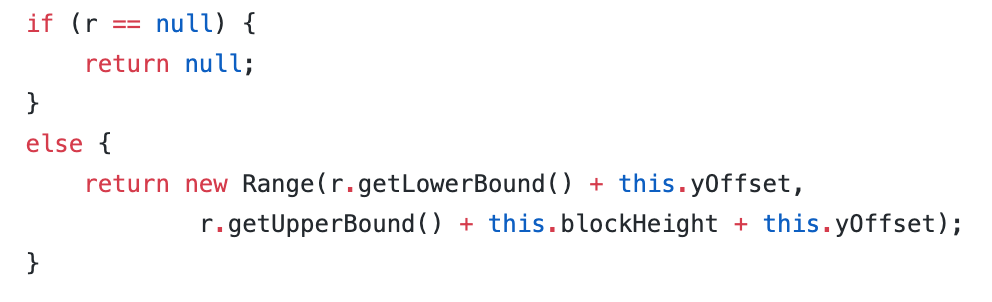 if (r == null) {
    return null;
}
else {
    return new Range(r.getLowerBound() + this.yOffset,
            r.getUpperBound() + this.blockHeight + this.yOffset);
}